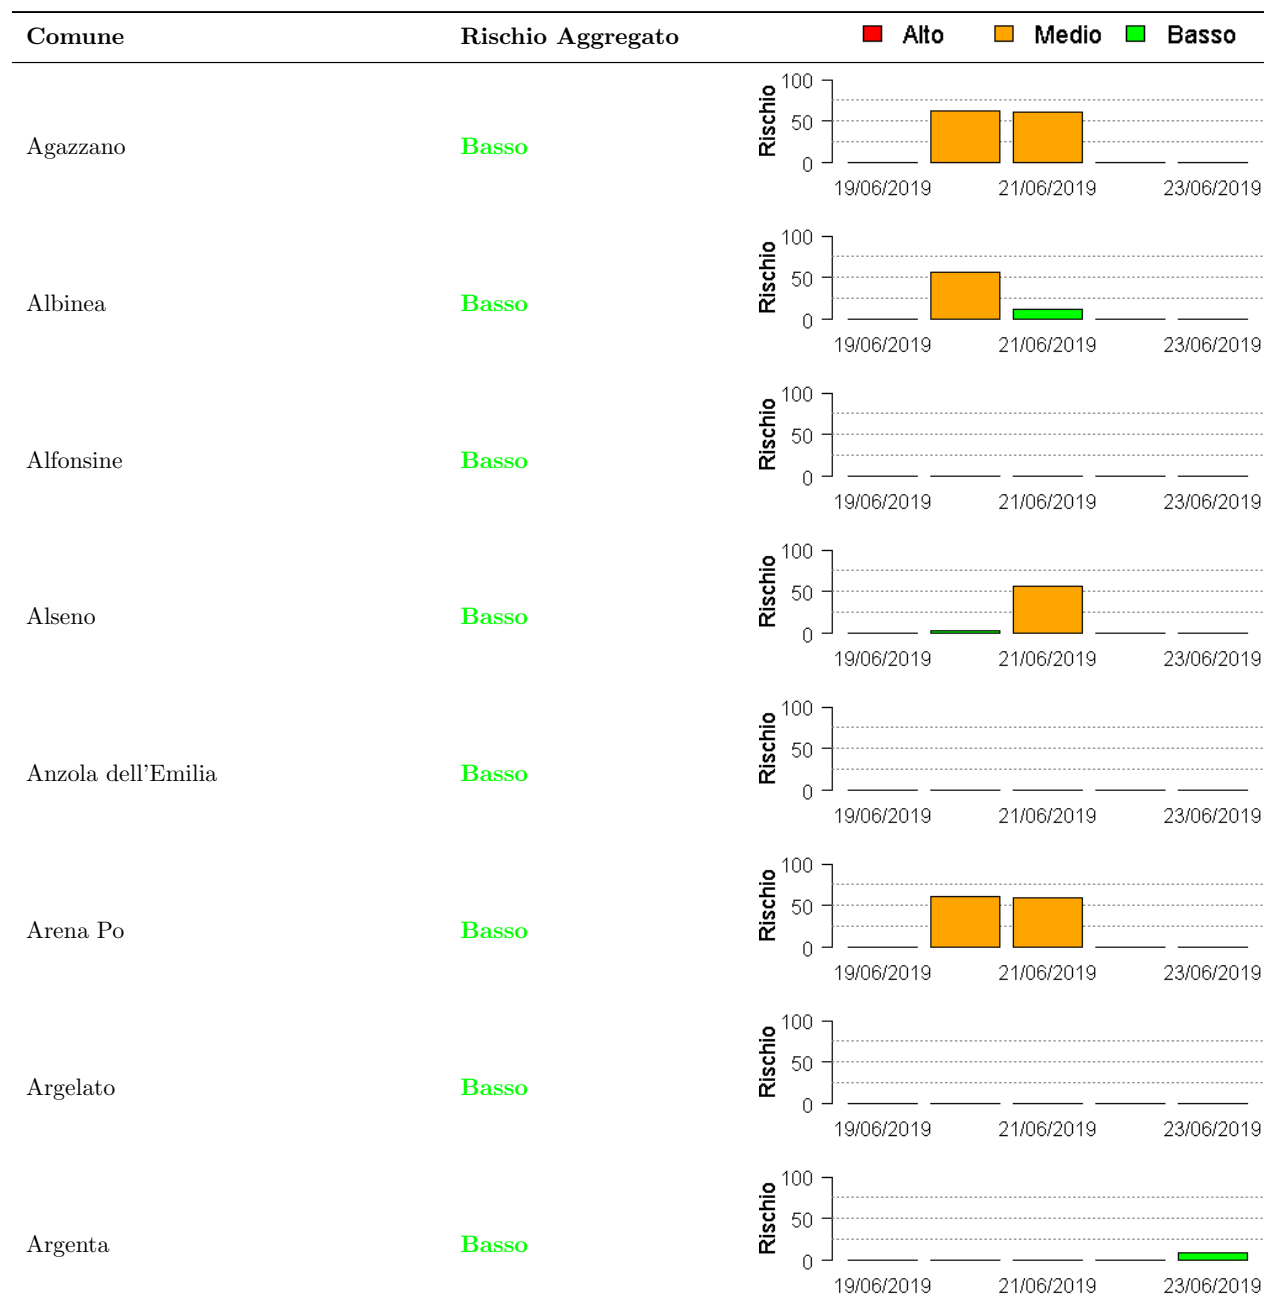 Comune Rischio Aggregato Alto Medio Basso
Agazzano Basso Rischio 100 50 0
19/06/2019 21/06/2019 23/06/2019
Albinea Basso Rischio 100 50 0
19/06/2019 21/06/2019 23/06/2019
Alfonsine Basso Rischio 100 50 0
19/06/2019 21/06/2019 23/06/2019
Alseno Basso Rischio 100 50 0
19/06/2019 21/06/2019 23/06/2019
Anzola dell'Emilia Basso Rischio 100 50 0
19/06/2019 21/06/2019 23/06/2019
Arena Po Basso Rischio 100 50 0
19/06/2019 21/06/2019 23/06/2019
Argelato Basso Rischio 100 50 0
19/06/2019 21/06/2019 23/06/2019
Argenta Basso Rischio 100 50 0
19/06/2019 21/06/2019 23/06/2019